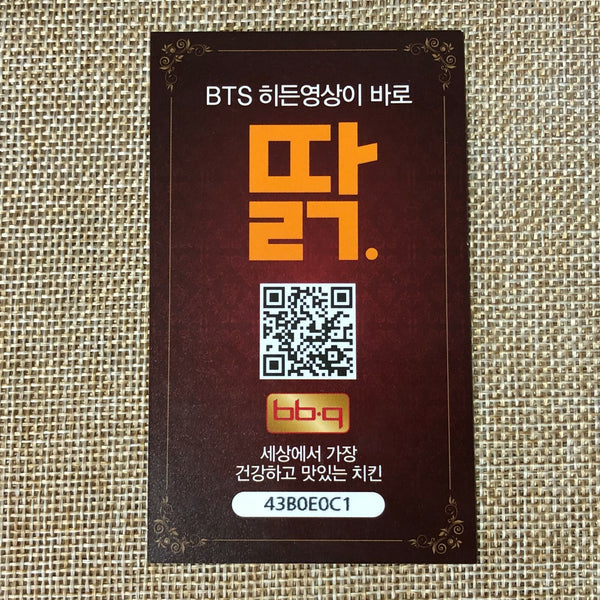 BTS 히든영상이 바로
딹.
bb.q
세상에서 가장
건강하고 맛있는 치킨
43B0E0C1